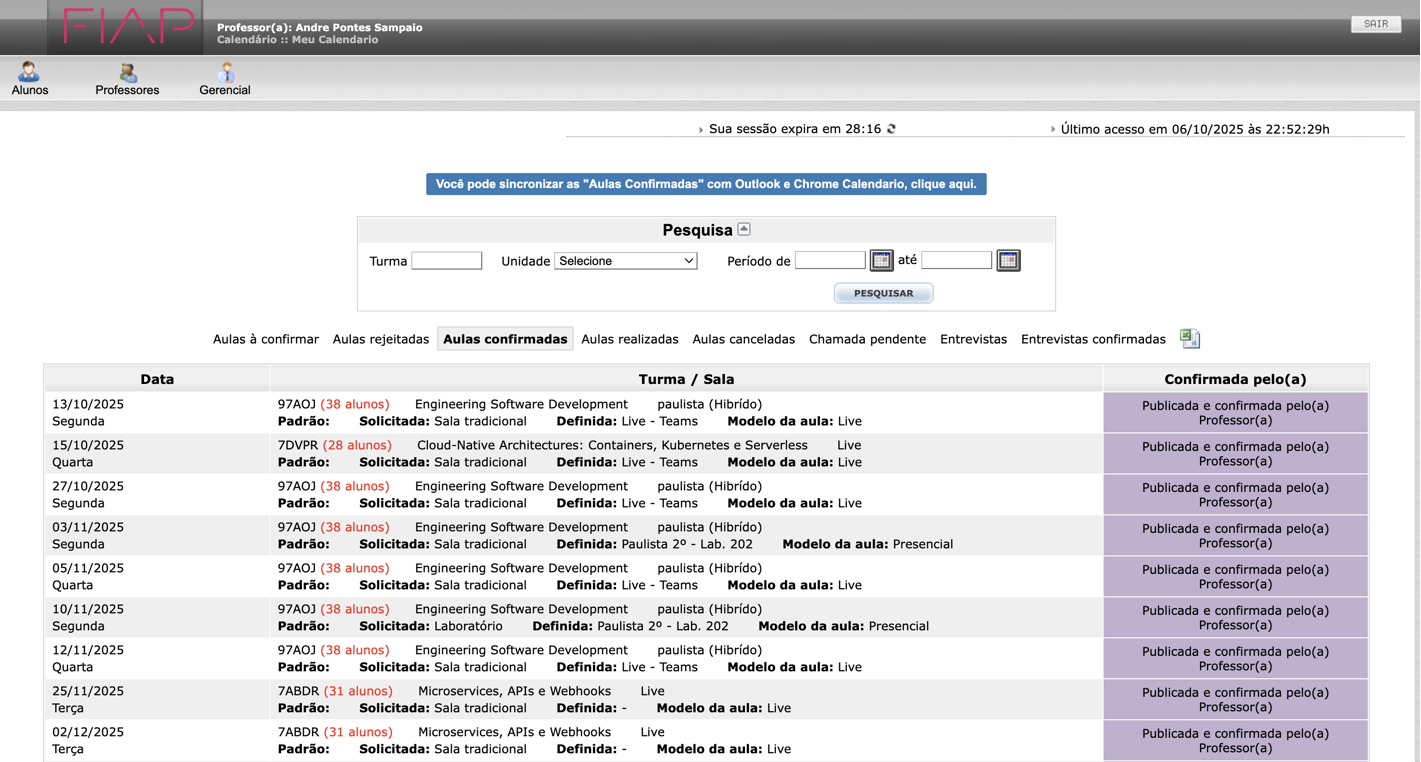 FIAP
Professor(a): Andre Pontes Sampaio
Calendário :: Meu Calendario
SAIR
Alunos Professores Gerencial
Sua sessão expira em 28:16 Último acesso em 06/10/2025 às 22:52:29h
Você pode sincronizar as "Aulas Confirmadas" com Outlook e Chrome Calendario, clique aqui.
Pesquisa
Turma Unidade Selecione Período de até
PESQUISAR
Aulas à confirmar Aulas rejeitadas Aulas confirmadas Aulas realizadas Aulas canceladas Chamada pendente Entrevistas Entrevistas confirmadas
Data Turma / Sala Confirmada pelo(a)
13/10/2025 97AOJ (38 alunos) Engineering Software Development paulista (Hibrído) Publicada e confirmada pelo(a)
Segunda Padrão: Solicitada: Sala tradicional Definida: Live - Teams Modelo da aula: Live Professor(a)
15/10/2025 7DVPR (28 alunos) Cloud-Native Architectures: Containers, Kubernetes e Serverless Live Publicada e confirmada pelo(a)
Quarta Padrão: Solicitada: Sala tradicional Definida: Live - Teams Modelo da aula: Live Professor(a)
27/10/2025 97AOJ (38 alunos) Engineering Software Development paulista (Hibrído) Publicada e confirmada pelo(a)
Segunda Padrão: Solicitada: Sala tradicional Definida: Live - Teams Modelo da aula: Live Professor(a)
03/11/2025 97AOJ (38 alunos) Engineering Software Development paulista (Hibrído) Publicada e confirmada pelo(a)
Segunda Padrão: Solicitada: Sala tradicional Definida: Paulista 2º - Lab. 202 Modelo da aula: Presencial Professor(a)
05/11/2025 97AOJ (38 alunos) Engineering Software Development paulista (Hibrído) Publicada e confirmada pelo(a)
Quarta Padrão: Solicitada: Sala tradicional Definida: Live - Teams Modelo da aula: Live Professor(a)
10/11/2025 97AOJ (38 alunos) Engineering Software Development paulista (Hibrído) Publicada e confirmada pelo(a)
Segunda Padrão: Solicitada: Laboratório Definida: Paulista 2º - Lab. 202 Modelo da aula: Presencial Professor(a)
12/11/2025 97AOJ (38 alunos) Engineering Software Development paulista (Hibrído) Publicada e confirmada pelo(a)
Quarta Padrão: Solicitada: Sala tradicional Definida: Live - Teams Modelo da aula: Live Professor(a)
25/11/2025 7ABDR (31 alunos) Microservices, APIs e Webhooks Live Publicada e confirmada pelo(a)
Terça Padrão: Solicitada: Sala tradicional Definida: - Modelo da aula: Live Professor(a)
02/12/2025 7ABDR (31 alunos) Microservices, APIs e Webhooks Live Publicada e confirmada pelo(a)
Terça Padrão: Solicitada: Sala tradicional Definida: - Modelo da aula: Live Professor(a)